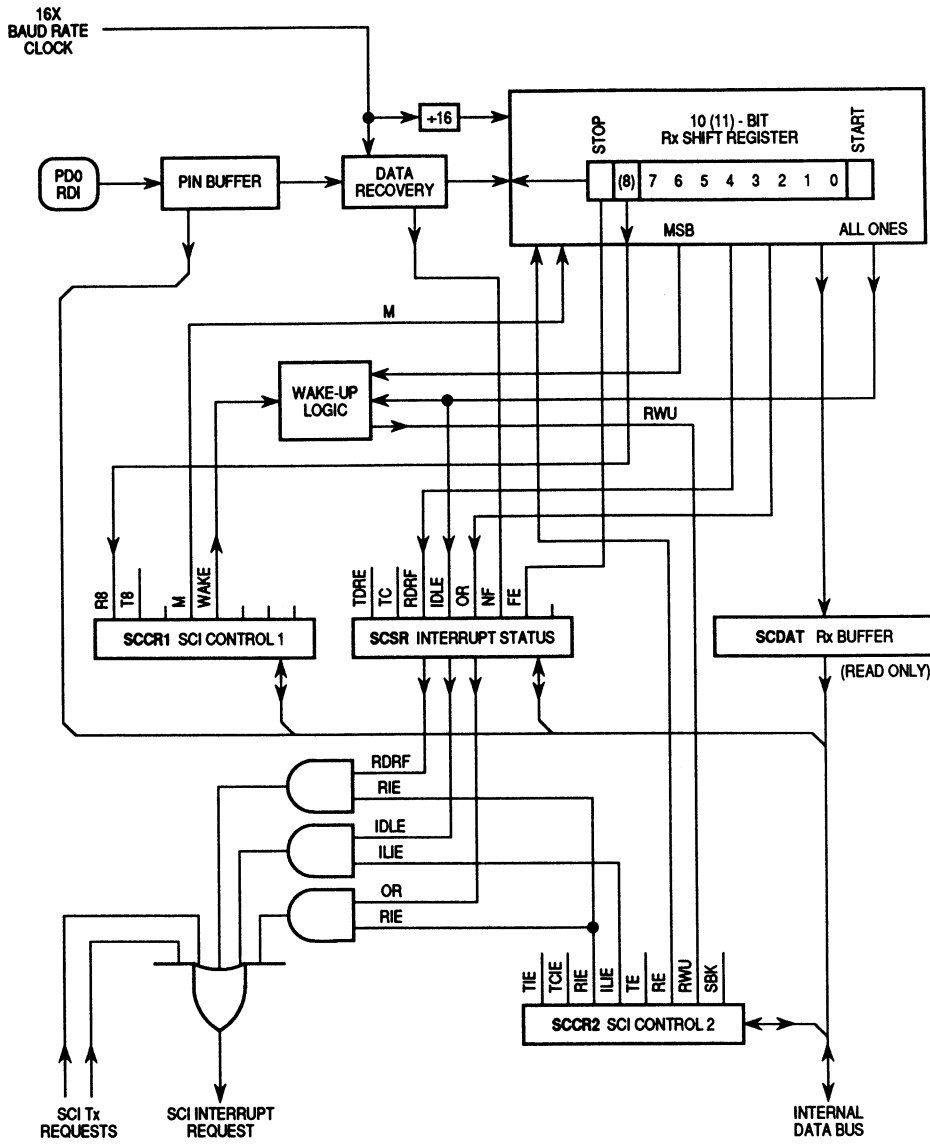 16X
BAUD RATE
CLOCK
÷16
10 (11) - BIT
Rx SHIFT REGISTER
STOP
START
(8) 7 6 5 4 3 2 1 0
PD0
RDI
PIN BUFFER
DATA
RECOVERY
MSB
ALL ONES
M
WAKE-UP
LOGIC
RWU
R8
T8
M
WAKE
TDRE
TC
RDRF
IDLE
OR
NF
FE
SCCR1 SCI CONTROL 1
SCSR INTERRUPT STATUS
SCDAT Rx BUFFER
(READ ONLY)
RDRF
RIE
IDLE
ILIE
OR
RIE
TIE
TCIE
RIE
ILIE
TE
RE
RWU
SBK
SCCR2 SCI CONTROL 2
SCI Tx
REQUESTS
SCI INTERRUPT
REQUEST
INTERNAL
DATA BUS